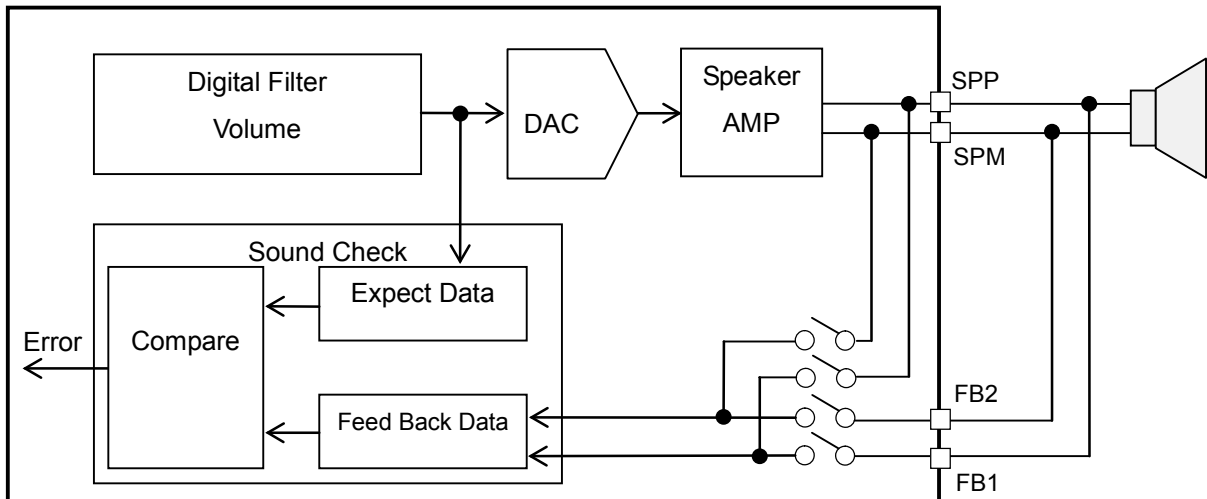 Digital Filter
Volume
DAC
Speaker
AMP
SPP
SPM
Sound Check
Expect Data
Compare
Error
Feed Back Data
FB2
FB1